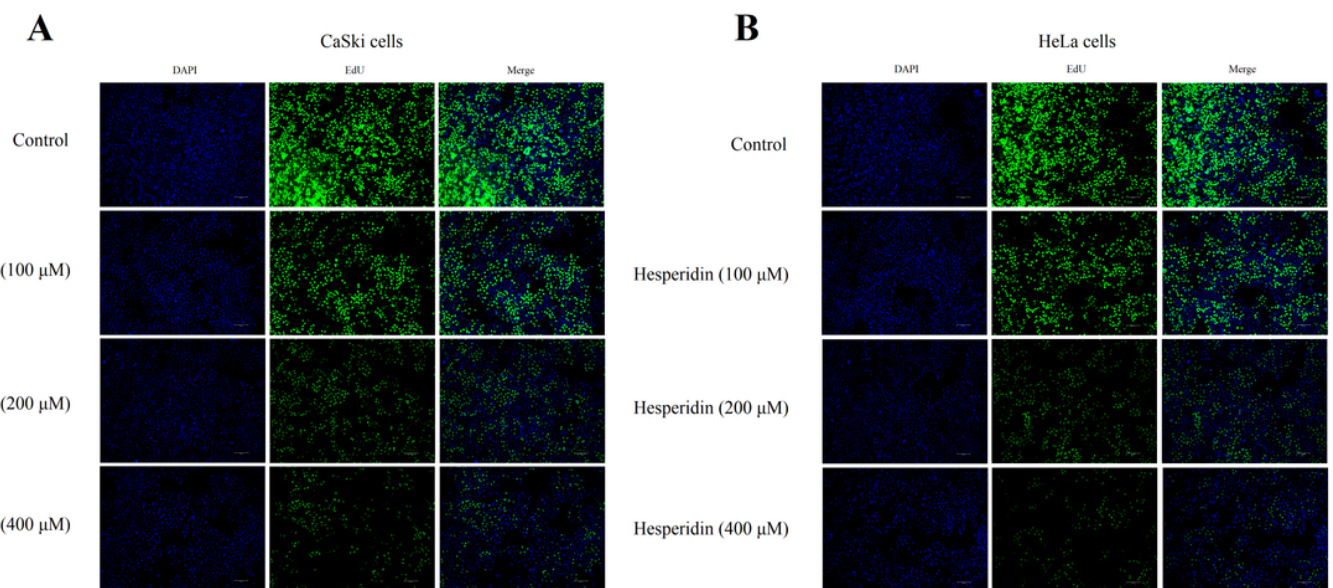 A
CaSki cells
DAPI EdU Merge
Control
(100 μM)
(200 μM)
(400 μM)
B
HeLa cells
DAPI EdU Merge
Control
Hesperidin (100 μM)
Hesperidin (200 μM)
Hesperidin (400 μM)